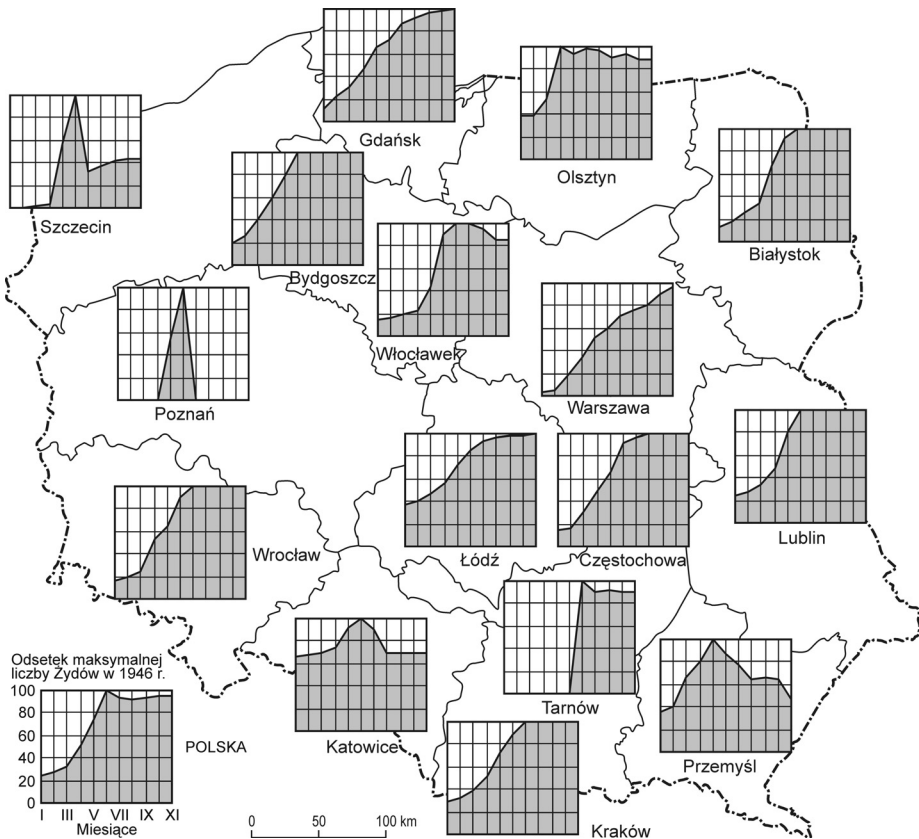 Gdańsk
Olsztyn
Szczecin
Białystok
Bydgoszcz
Włocławek
Warszawa
Poznań
Lublin
Wrocław
Łódź
Częstochowa
Odsetek maksymalnej
liczby Żydów w 1946 r.
100
80
60
40
20
0
I III V VII IX XI
Miesiące
POLSKA
Tarnów
Katowice
Przemyśl
Kraków
0 50 100 km